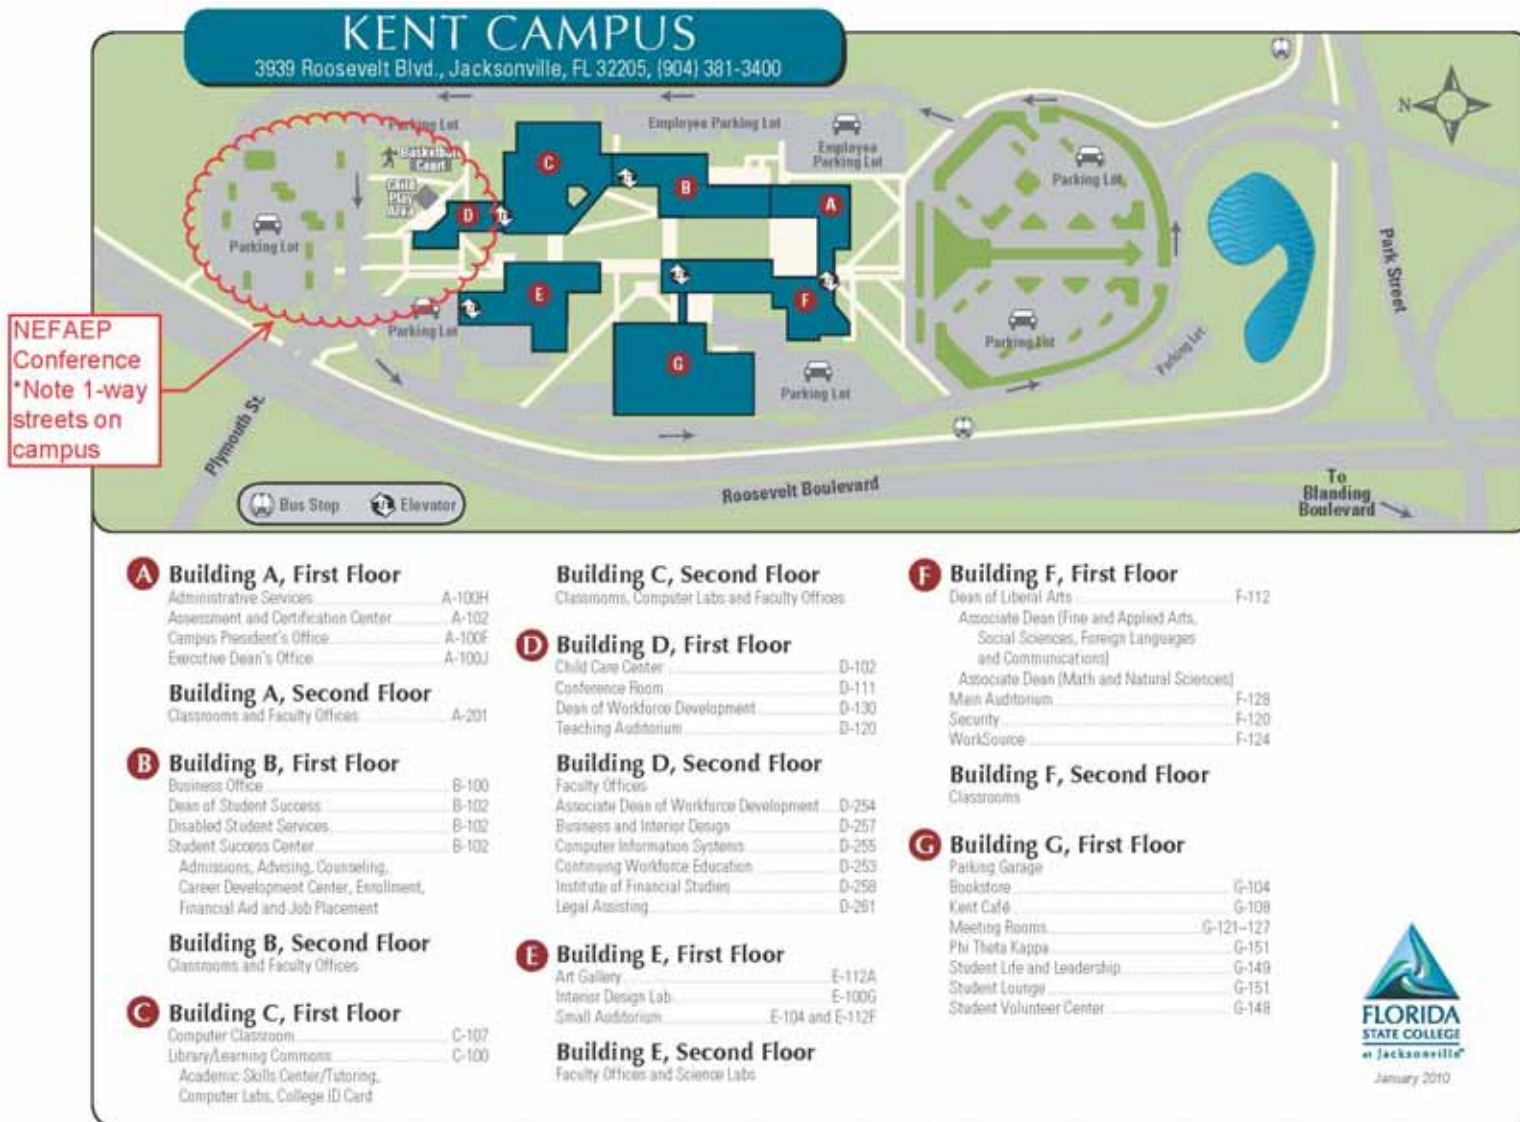 KENT CAMPUS
3939 Roosevelt Blvd., Jacksonville, FL 32205, (904) 381-3400
N
Parking Lot
Employee Parking Lot
Employee
Parking Lot
Basketball
Court
Child
Play
Area
Parking Lot
Parking Lot
Parking Lot
Parking Lot
Parking Lot
Parking Lot
A
B
C
D
E
F
G
Park Street
Plymouth St.
Roosevelt Boulevard
To
Blanding
Boulevard
NEFAEP
Conference
*Note 1-way
streets on
campus
Bus Stop
Elevator
A Building A, First Floor
Administrative Services A-100H
Assessment and Certification Center A-102
Campus President's Office A-100F
Executive Dean's Office A-100J
Building A, Second Floor
Classrooms and Faculty Offices A-201
B Building B, First Floor
Business Office B-100
Dean of Student Success B-102
Disabled Student Services B-102
Student Success Center B-102
Admissions, Advising, Counseling,
Career Development Center, Enrollment,
Financial Aid and Job Placement
Building B, Second Floor
Classrooms and Faculty Offices
C Building C, First Floor
Computer Classroom C-107
Library/Learning Commons C-100
Academic Skills Center/Tutoring,
Computer Labs, College ID Card
Building C, Second Floor
Classrooms, Computer Labs and Faculty Offices
D Building D, First Floor
Child Care Center D-102
Conference Room D-111
Dean of Workforce Development D-130
Teaching Auditorium D-120
Building D, Second Floor
Faculty Offices
Associate Dean of Workforce Development D-254
Business and Interior Design D-257
Computer Information Systems D-255
Continuing Workforce Education D-253
Institute of Financial Studies D-258
Legal Assisting D-261
E Building E, First Floor
Art Gallery E-112A
Interior Design Lab E-100G
Small Auditorium E-104 and E-112F
Building E, Second Floor
Faculty Offices and Science Labs
F Building F, First Floor
Dean of Liberal Arts F-112
Associate Dean (Fine and Applied Arts,
Social Sciences, Foreign Languages
and Communications)
Associate Dean (Math and Natural Sciences)
Main Auditorium F-128
Security F-120
WorkSource F-124
Building F, Second Floor
Classrooms
G Building G, First Floor
Parking Garage
Bookstore G-104
Kent Café G-108
Meeting Rooms G-121–127
Phi Theta Kappa G-151
Student Life and Leadership G-149
Student Lounge G-151
Student Volunteer Center G-148
FLORIDA
STATE COLLEGE
at Jacksonville
January 2010